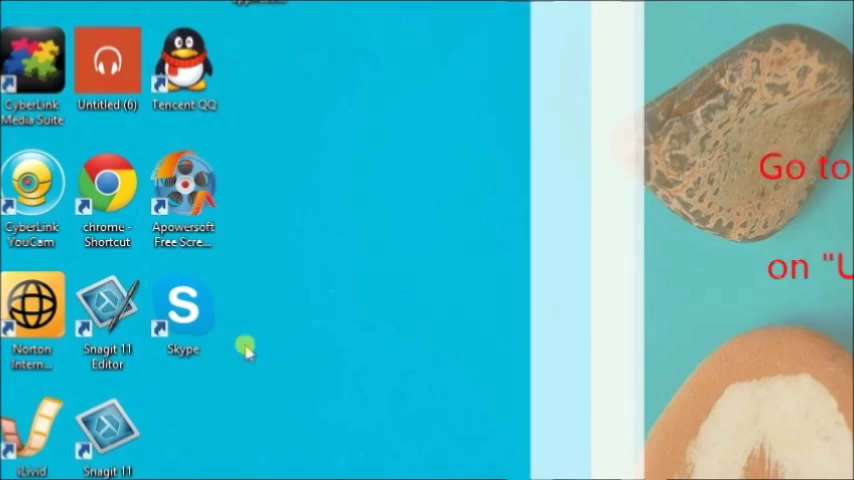 CyberLink
Media Suite
Untitled (6)
Tencent QQ
CyberLink
YouCam
chrome -
Shortcut
Apowersoft
Free Scre...
Norton
Intern...
Snagit 11
Editor
S
Skype
iLivid
Snagit 11
Go to
on "U